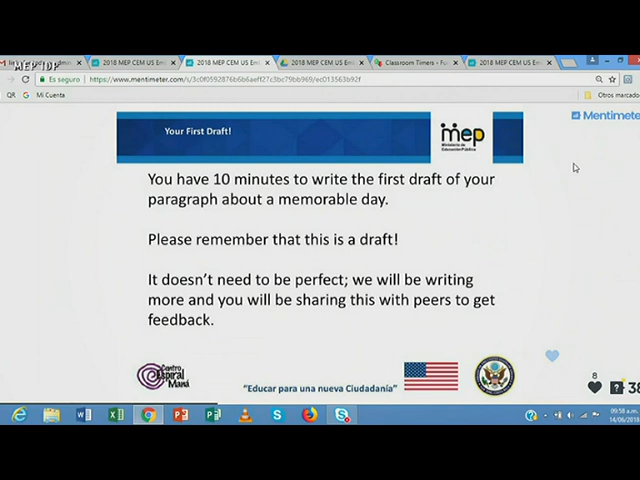 MEP IDP
2018 MEP CEM US Em
2018 MEP CEM US Em
2018 MEP CEM US Em
Classroom Timers - Fu
2018 MEP CEM US Em
Es seguro
https://www.mentimeter.com/s/3c0f0592876b6b6aeff27c3bc79bb969/ec013563b92f
QR
G
Mi Cuenta
Otros marcado
Mentimeter
Your First Draft!
mep
Ministerio de
Educación Pública
You have 10 minutes to write the first draft of your
paragraph about a memorable day.
Please remember that this is a draft!
It doesn't need to be perfect; we will be writing
more and you will be sharing this with peers to get
feedback.
Centro
Espiral
Maná
"Educar para una nueva Ciudadanía"
8
38
09:58 a.m.
14/06/2018